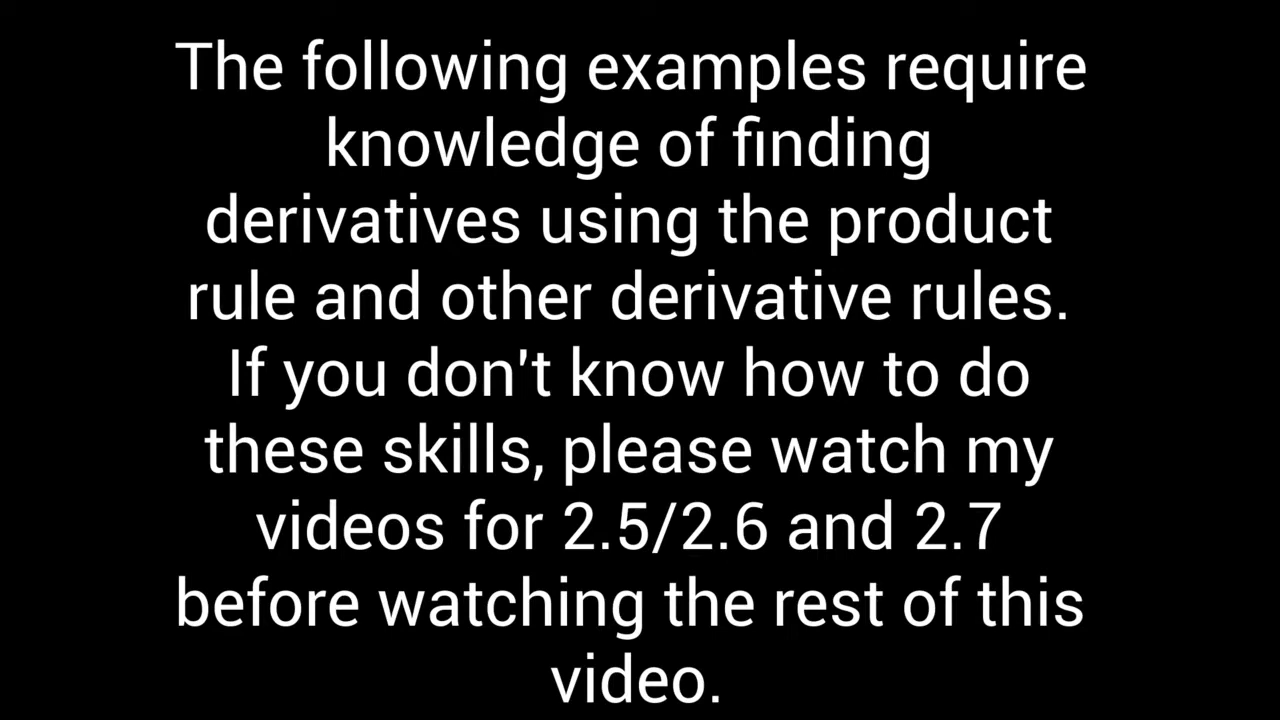 The following examples require
knowledge of finding
derivatives using the product
rule and other derivative rules.
If you don't know how to do
these skills, please watch my
videos for 2.5/2.6 and 2.7
before watching the rest of this
video.